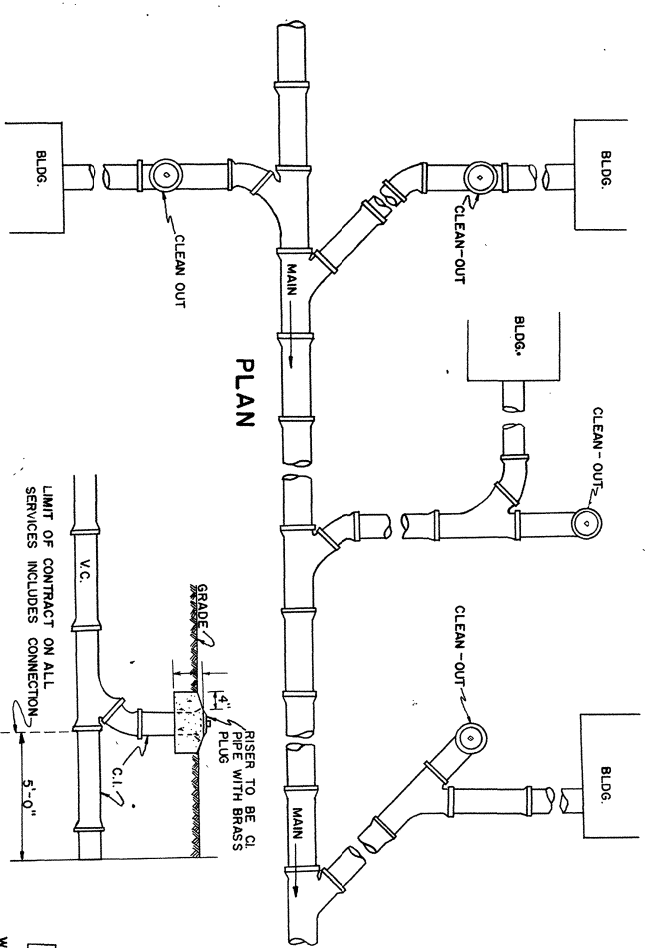 BLDG.
CLEAN OUT
BLDG.
CLEAN-OUT
MAIN
PLAN
BLDG.
CLEAN-OUT
CLEAN-OUT
BLDG.
MAIN
GRADE
4"
RISER TO BE C.I.
PIPE WITH BRASS
PLUG
V.C.
C.I.
LIMIT OF CONTRACT ON ALL
SERVICES INCLUDES CONNECTION
5'-0"
W